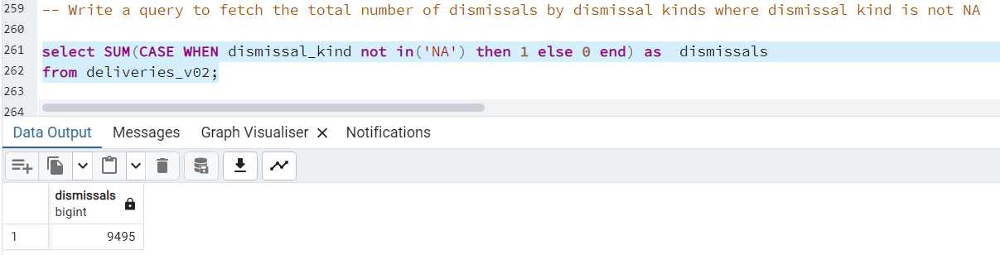 259 -- Write a query to fetch the total number of dismissals by dismissal kinds where dismissal kind is not NA
260
261 select SUM(CASE WHEN dismissal_kind not in('NA') then 1 else 0 end) as  dismissals
262 from deliveries_v02;
263
264
Data Output Messages Graph Visualiser Notifications
dismissals
bigint
1 9495